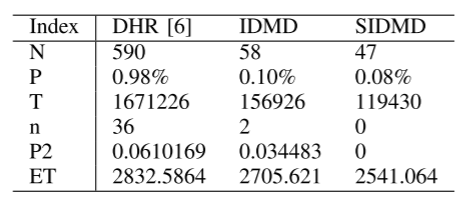 Index DHR [6] IDMD SIDMD
N 590 58 47
P 0.98% 0.10% 0.08%
T 1671226 156926 119430
n 36 2 0
P2 0.0610169 0.034483 0
ET 2832.5864 2705.621 2541.064